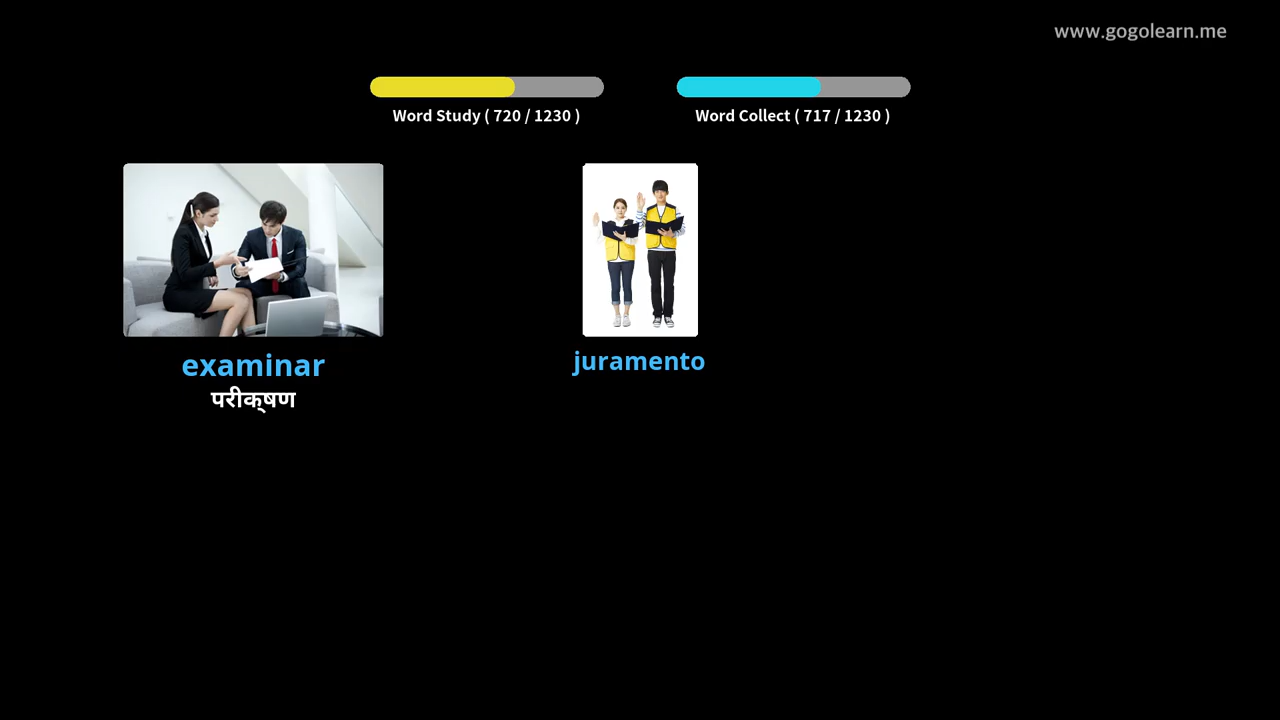 www.gogolearn.me
Word Study ( 720 / 1230 )
Word Collect ( 717 / 1230 )
examinar
परीक्षण
juramento